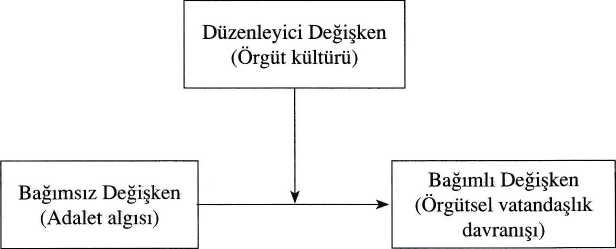 Düzenleyici Değişken
(Örgüt kültürü)
Bağımsız Değişken
(Adalet algısı)
Bağımlı Değişken
(Örgütsel vatandaşlık
davranışı)